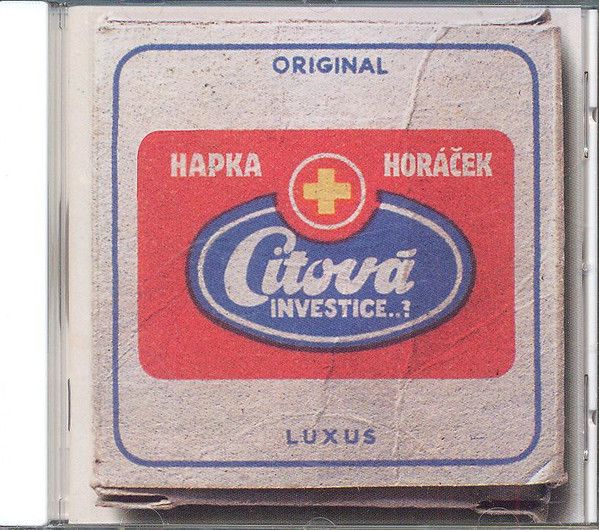 ORIGINAL
HAPKA HORÁČEK
Citová
INVESTICE..?
LUXUS